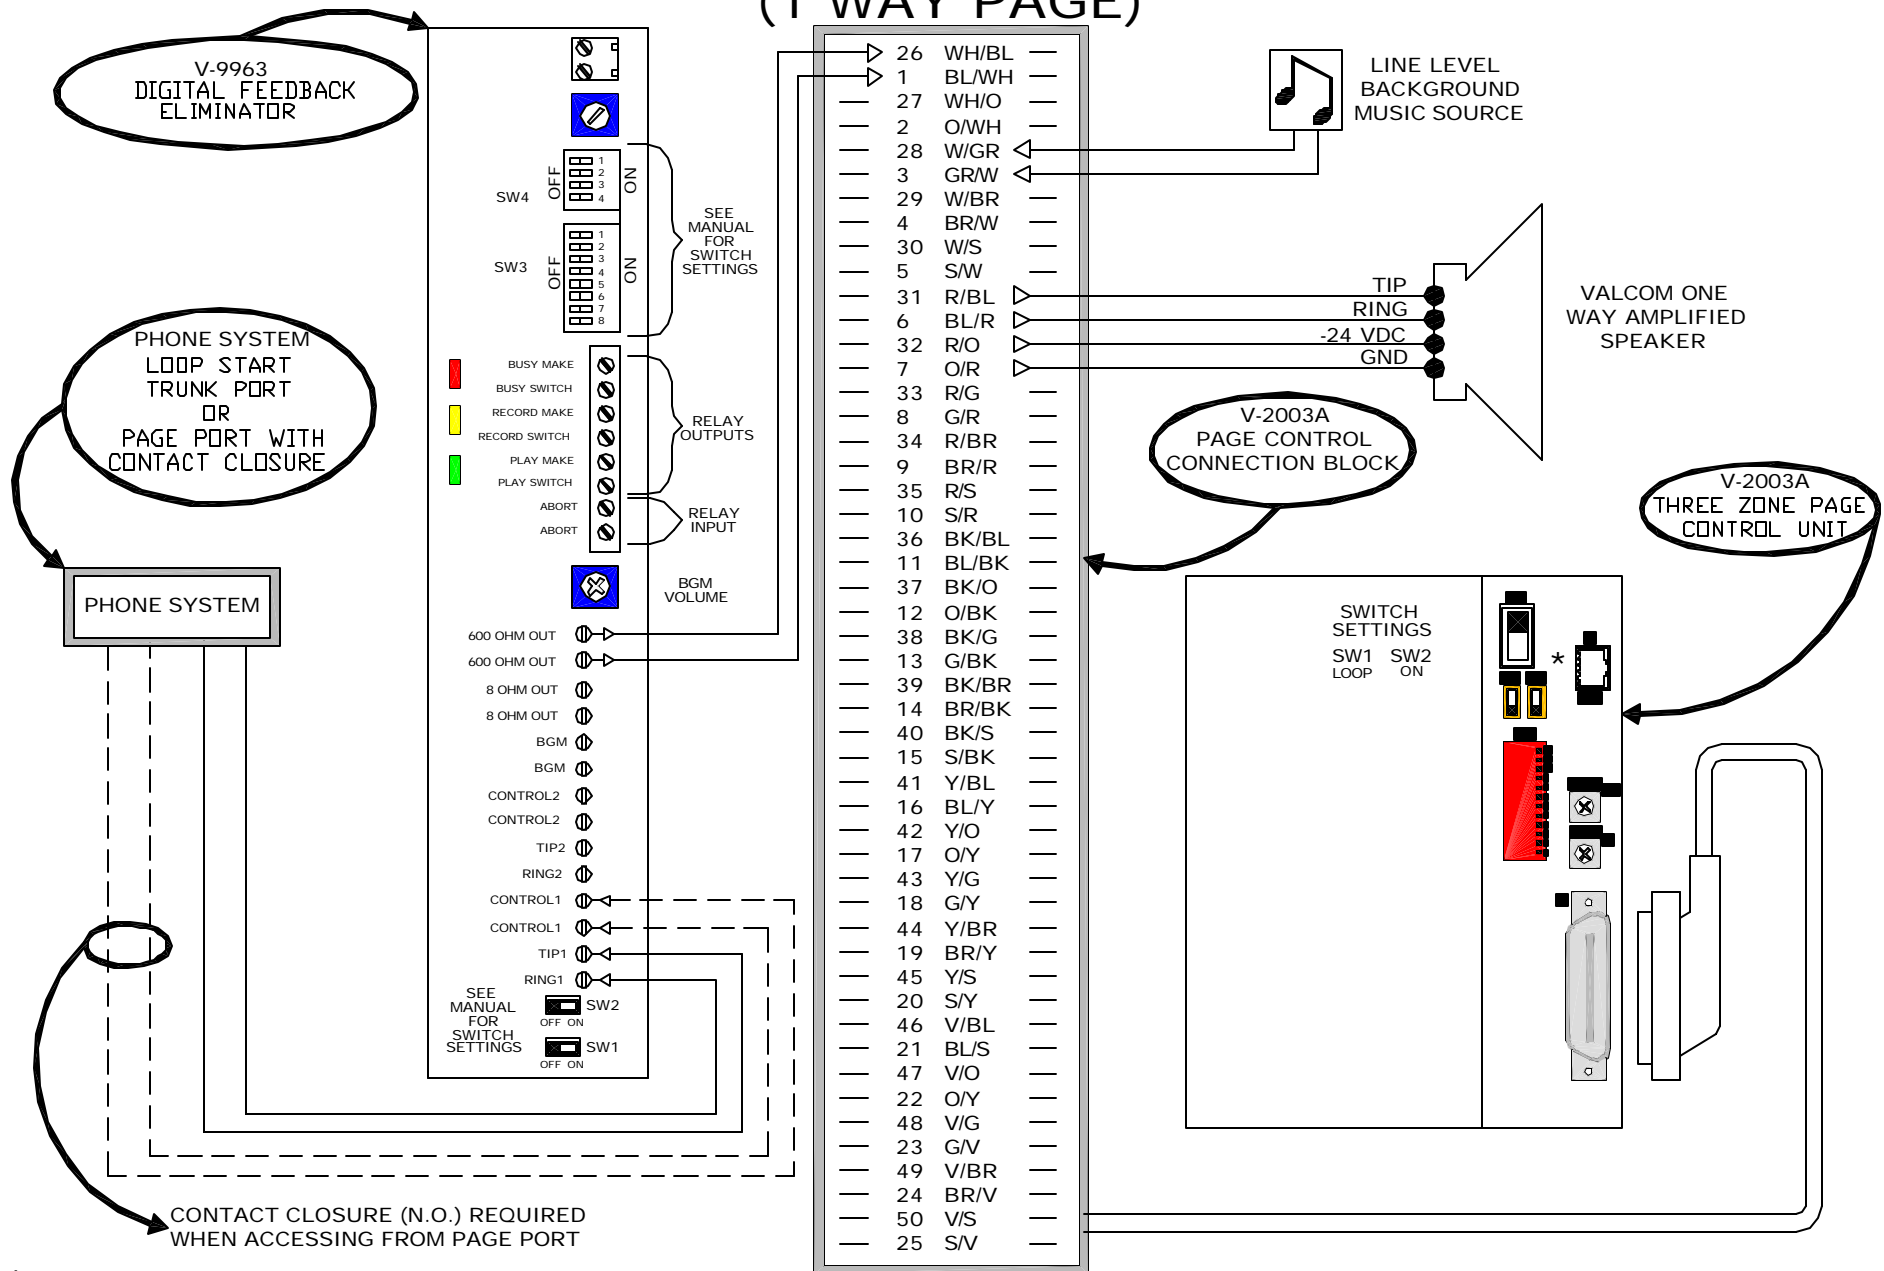 (1 WAY PAGE)
V-9963
DIGITAL FEEDBACK
ELIMINATOR
SW4
OFF
1
2
3
4
ON
SW3
OFF
1
2
3
4
5
6
7
8
ON
SEE
MANUAL
FOR
SWITCH
SETTINGS
PHONE SYSTEM
LOOP START
TRUNK PORT
OR
PAGE PORT WITH
CONTACT CLOSURE
PHONE SYSTEM
BUSY MAKE
BUSY SWITCH
RECORD MAKE
RECORD SWITCH
PLAY MAKE
PLAY SWITCH
ABORT
ABORT
RELAY
OUTPUTS
RELAY
INPUT
BGM
VOLUME
600 OHM OUT
600 OHM OUT
8 OHM OUT
8 OHM OUT
BGM
BGM
CONTROL2
CONTROL2
TIP2
RING2
CONTROL1
CONTROL1
TIP1
RING1
SEE
MANUAL
FOR
SWITCH
SETTINGS
SW2
OFF ON
SW1
OFF ON
CONTACT CLOSURE (N.O.) REQUIRED
WHEN ACCESSING FROM PAGE PORT
26 WH/BL
1 BL/WH
27 WH/O
2 O/WH
28 W/GR
3 GR/W
29 W/BR
4 BR/W
30 W/S
5 S/W
31 R/BL
6 BL/R
32 R/O
7 O/R
33 R/G
8 G/R
34 R/BR
9 BR/R
35 R/S
10 S/R
36 BK/BL
11 BL/BK
37 BK/O
12 O/BK
38 BK/G
13 G/BK
39 BK/BR
14 BR/BK
40 BK/S
15 S/BK
41 Y/BL
16 BL/Y
42 Y/O
17 O/Y
43 Y/G
18 G/Y
44 Y/BR
19 BR/Y
45 Y/S
20 S/Y
46 V/BL
21 BL/S
47 V/O
22 O/Y
48 V/G
23 G/V
49 V/BR
24 BR/V
50 V/S
25 S/V
LINE LEVEL
BACKGROUND
MUSIC SOURCE
TIP
RING
-24 VDC
GND
VALCOM ONE
WAY AMPLIFIED
SPEAKER
V-2003A
PAGE CONTROL
CONNECTION BLOCK
V-2003A
THREE ZONE PAGE
CONTROL UNIT
SWITCH
SETTINGS
SW1 SW2
LOOP ON
*